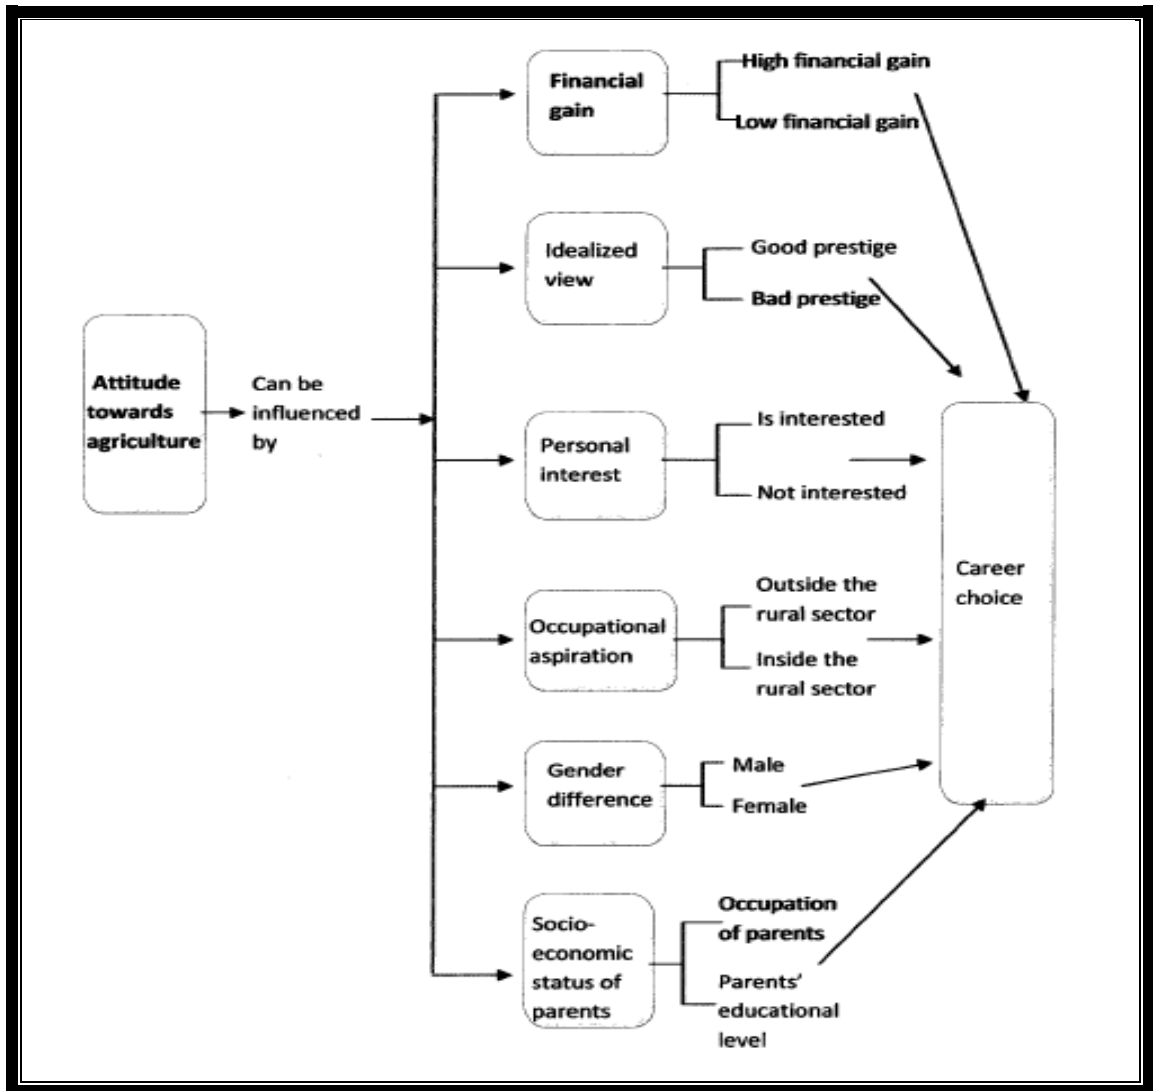 Attitude
towards
agriculture
Can be
influenced
by
Financial
gain
High financial gain
Low financial gain
Idealized
view
Good prestige
Bad prestige
Personal
interest
Is interested
Not interested
Occupational
aspiration
Outside the
rural sector
Inside the
rural sector
Gender
difference
Male
Female
Socio-
economic
status of
parents
Occupation
of parents
Parents'
educational
level
Career
choice